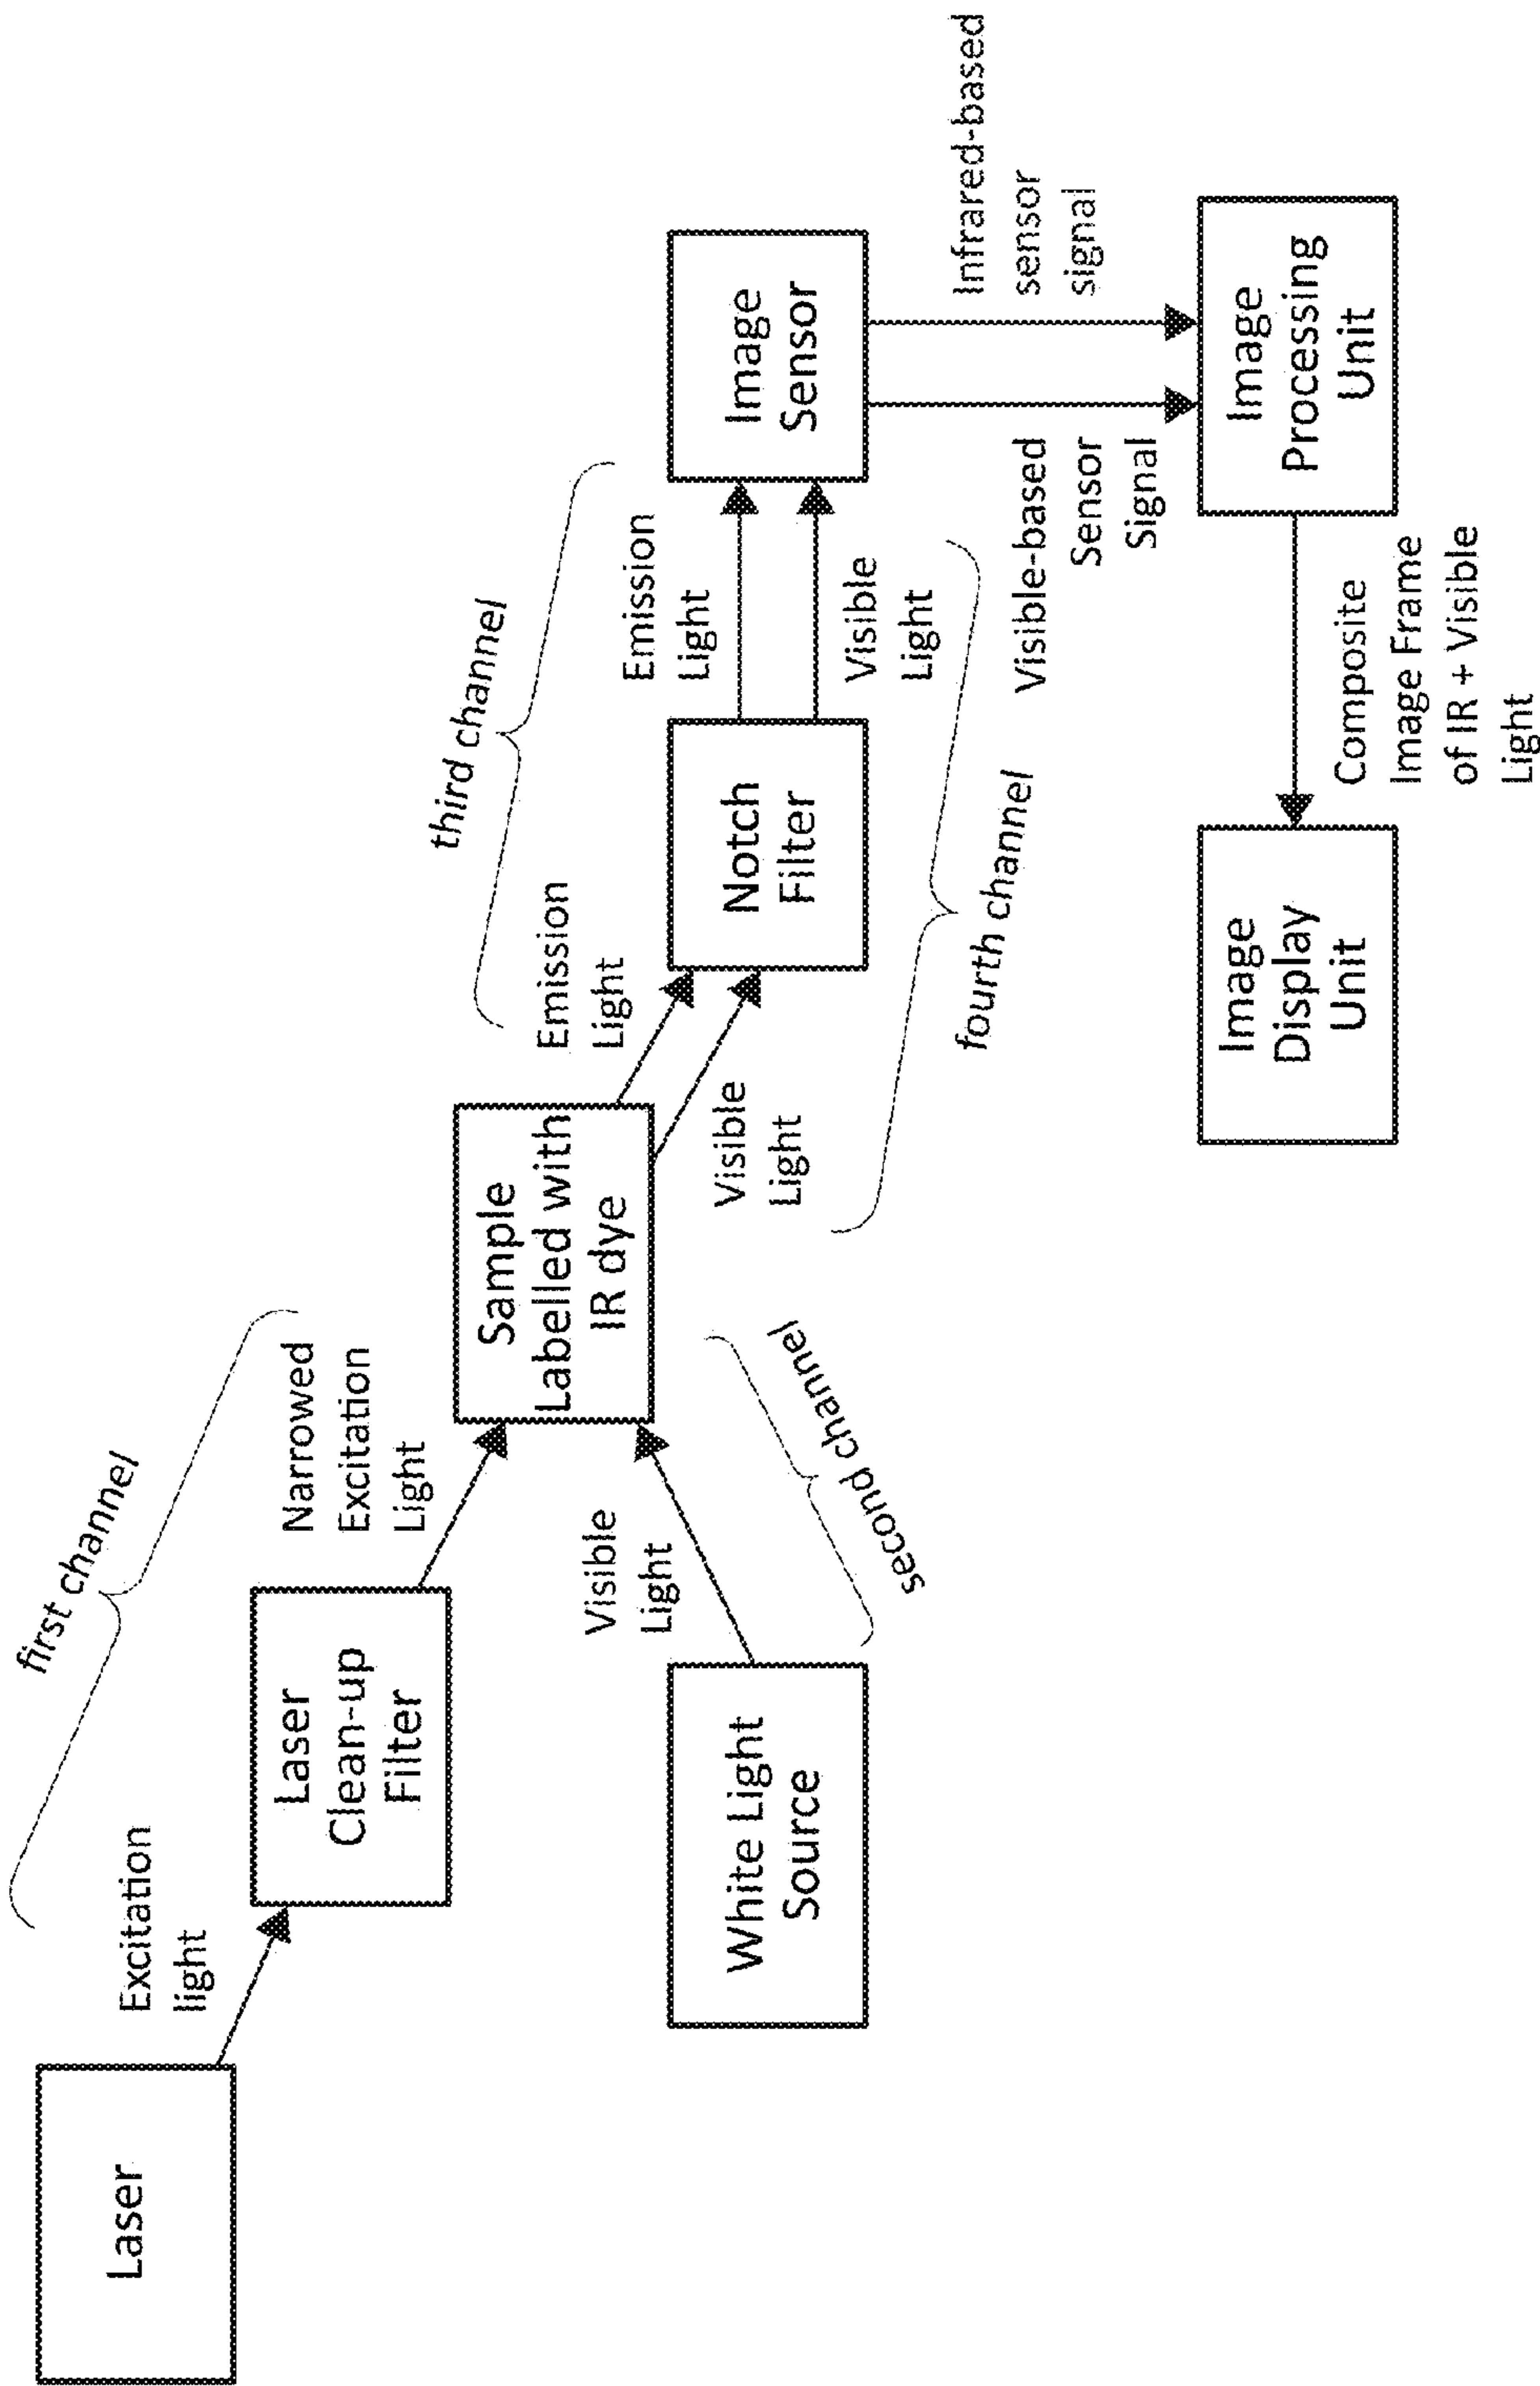 first channel
Laser
Excitation
light
Laser
Clean-up
Filter
Narrowed
Excitation
Light
third channel
Sample
Labelled with
IR dye
Emission
Light
Emission
Light
White Light
Source
Visible
Light
second channel
Visible
Light
Notch
Filter
Visible
Light
fourth channel
Image
Sensor
Visible-based
Sensor
Signal
Infrared-based
sensor
signal
Image
Display
Unit
Composite
Image Frame
of IR + Visible
Light
Image
Processing
Unit